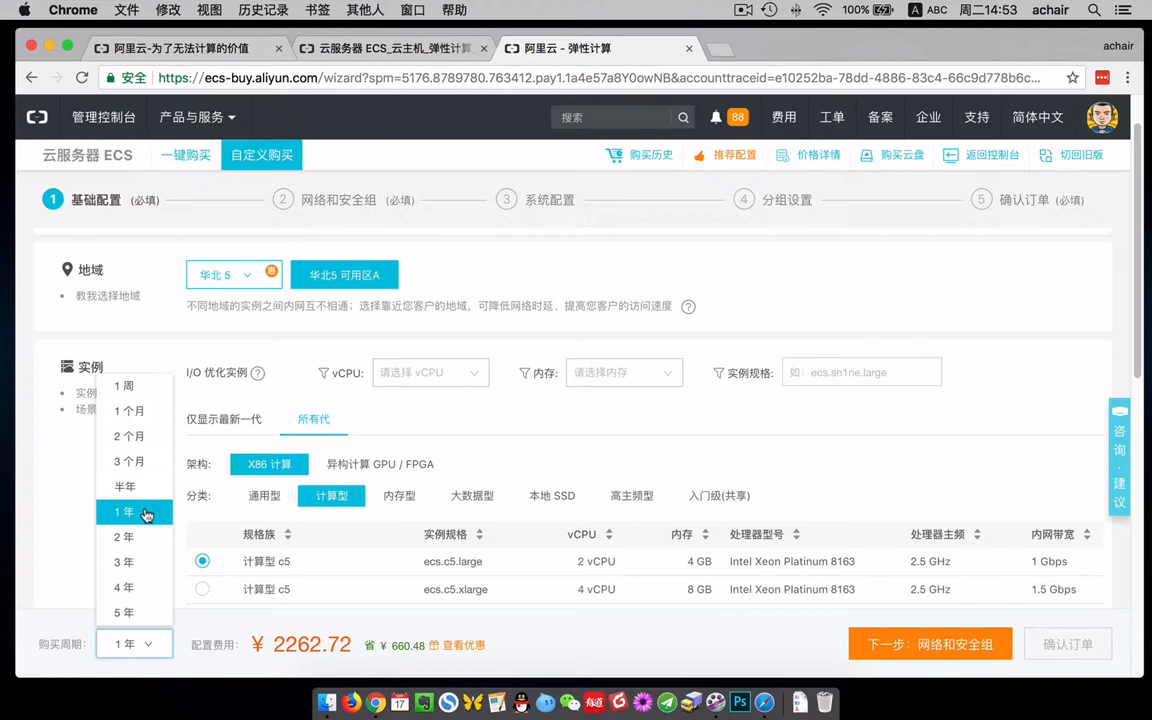 Chrome 文件 修改 视图 历史记录 书签 其他人 窗口 帮助 100% A ABC 周二14:53 achair
阿里云-为了无法计算的价值 云服务器 ECS_云主机_弹性计算 阿里云 - 弹性计算 achair
安全 https://ecs-buy.aliyun.com/wizard?spm=5176.8789780.763412.pay1.1a4e57a8Y0owNB&accounttraceid=e10252ba-78dd-4886-83c4-66c9d778b6c...
管理控制台 产品与服务 搜索 88 费用 工单 备案 企业 支持 简体中文
云服务器 ECS 一键购买 自定义购买 购买历史 推荐配置 价格详情 购买云盘 返回控制台 切回旧版
1 基础配置 (必填) 2 网络和安全组 (必填) 3 系统配置 4 分组设置 5 确认订单 (必填)
地域 华北 5 惠 华北5 可用区A
教我选择地域 不同地域的实例之间内网互不相通；选择靠近您客户的地域，可降低网络时延、提高您客户的访问速度 ?
实例 I/O 优化实例 ? vCPU: 请选择 vCPU 内存: 请选择内存 实例规格: 如：ecs.sn1ne.large
实例
场景 仅显示最新一代 所有代
架构: X86 计算 异构计算 GPU / FPGA
分类: 通用型 计算型 内存型 大数据型 本地 SSD 高主频型 入门级(共享)
规格族 实例规格 vCPU 内存 处理器型号 处理器主频 内网带宽
计算型 c5 ecs.c5.large 2 vCPU 4 GB Intel Xeon Platinum 8163 2.5 GHz 1 Gbps
计算型 c5 ecs.c5.xlarge 4 vCPU 8 GB Intel Xeon Platinum 8163 2.5 GHz 1.5 Gbps
1 周
1 个月
2 个月
3 个月
半年
1 年
2 年
3 年
4 年
5 年
咨询·建议
购买周期: 1 年 配置费用: ¥ 2262.72 省 ¥ 660.48 查看优惠 下一步：网络和安全组 确认订单
17 有道 Ps